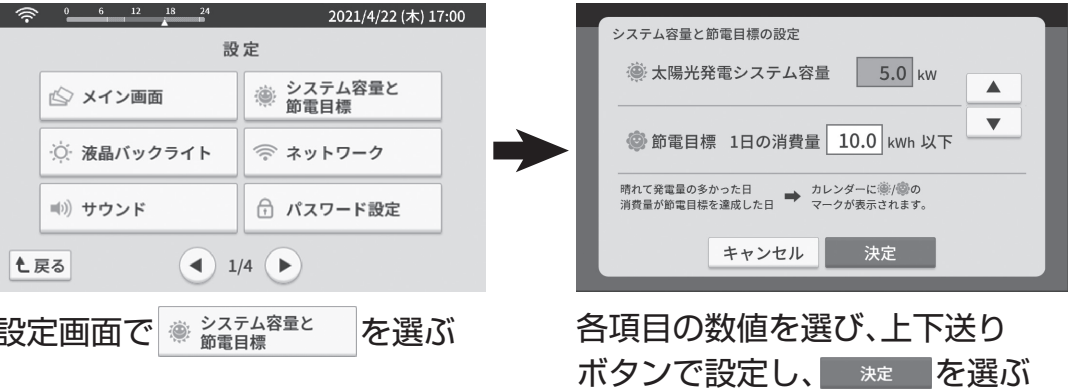 0 6 12 18 24
2021/4/22 (木) 17:00
設定
メイン画面
システム容量と
節電目標
液晶バックライト
ネットワーク
サウンド
パスワード設定
戻る
1/4
設定画面で システム容量と
節電目標 を選ぶ
システム容量と節電目標の設定
太陽光発電システム容量 5.0 kW
▲
▼
節電目標 1日の消費量 10.0 kWh 以下
晴れて発電量の多かった日
消費量が節電目標を達成した日
カレンダーに / の
マークが表示されます。
キャンセル
決定
各項目の数値を選び、上下送り
ボタンで設定し、 決定 を選ぶ